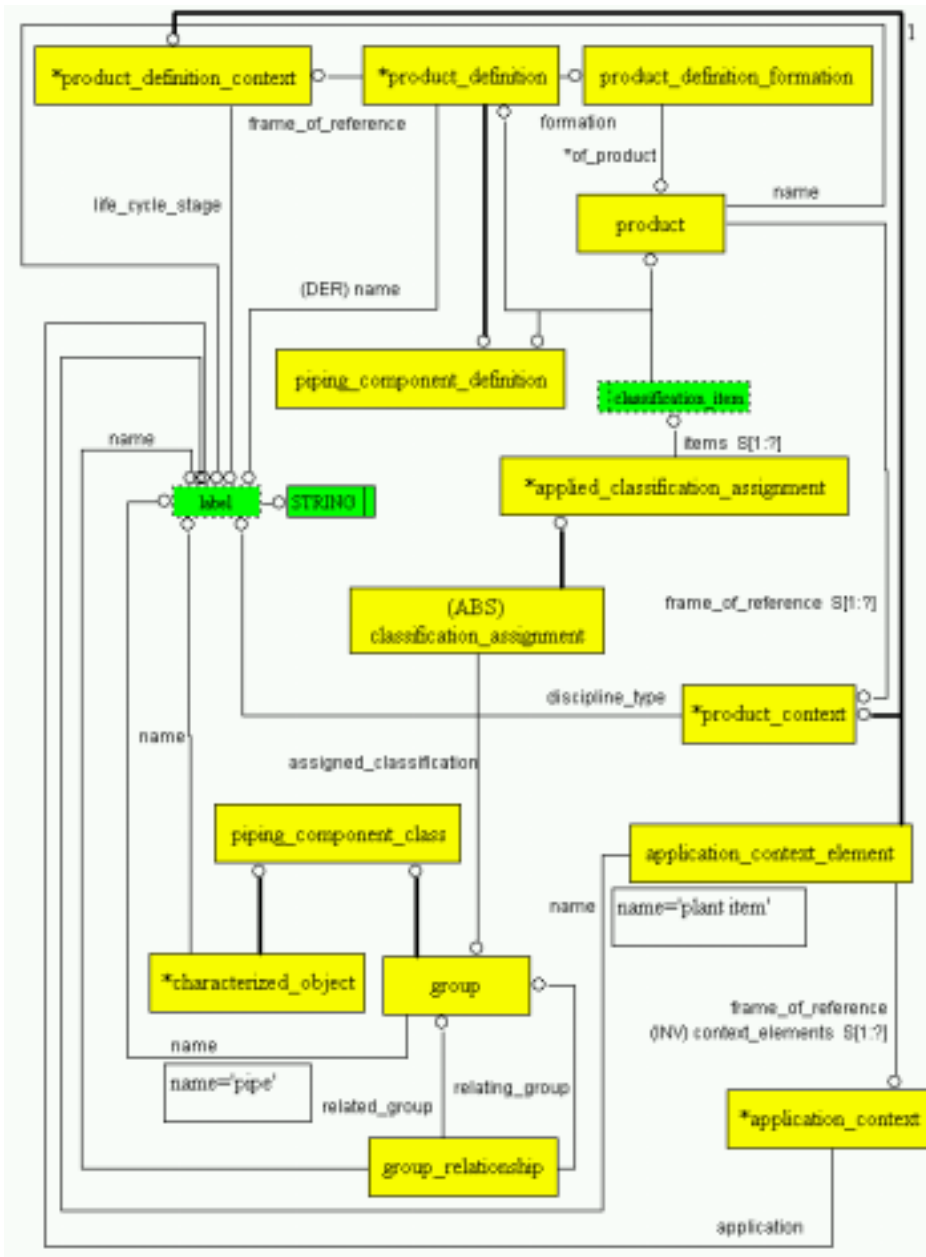 1
*product_definition_context
*product_definition
product_definition_formation
frame_of_reference
formation
*of_product
name
life_cycle_stage
product
(DER) name
piping_component_definition
classification_item
name
items S[1:?]
label
STRING
*applied_classification_assignment
(ABS)
classification_assignment
frame_of_reference S[1:?]
discipline_type
*product_context
name
assigned_classification
piping_component_class
application_context_element
name
name='plant item'
*characterized_object
group
frame_of_reference
(INV) context_elements S[1:?]
name
name='pipe'
relating_group
related_group
*application_context
group_relationship
application